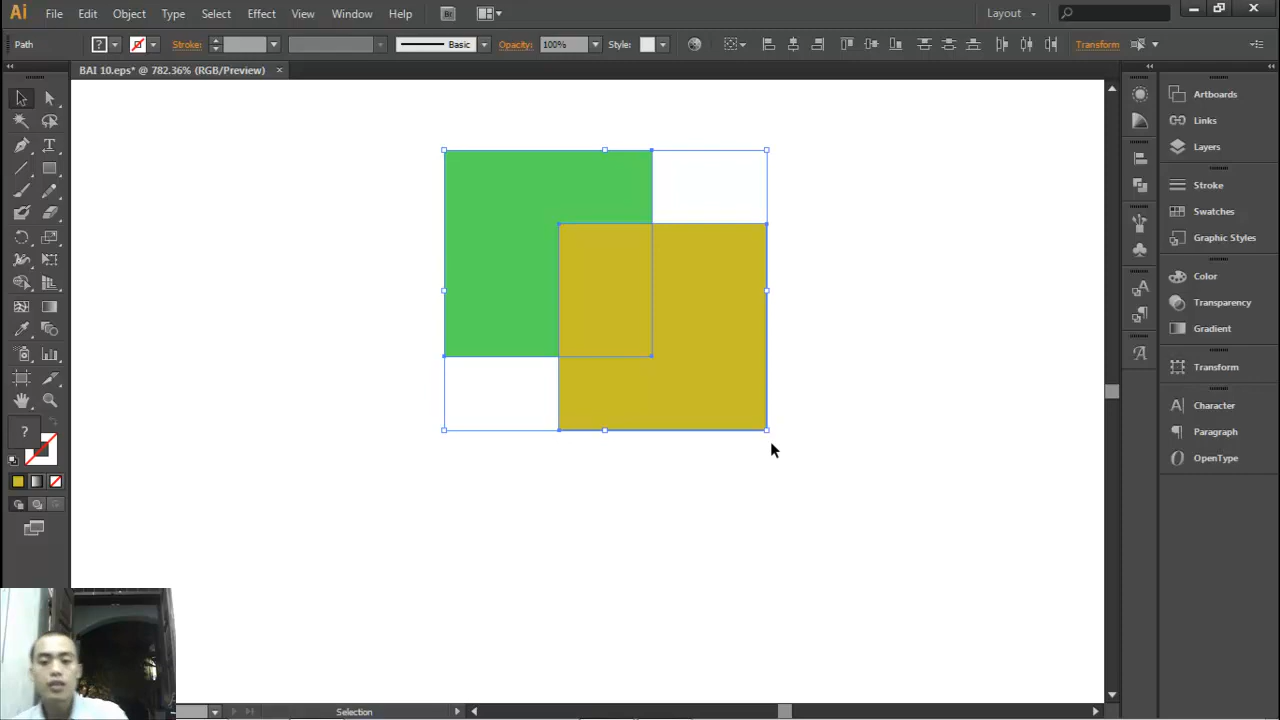 Ai File Edit Object Type Select Effect View Window Help Br Layout
Path ? Stroke: Basic Opacity: 100% Style: Transform
BAI 10.eps* @ 782.36% (RGB/Preview) ×
Artboards
Links
Layers
Stroke
Swatches
Graphic Styles
Color
Transparency
Gradient
Transform
Character
Paragraph
OpenType
?
Selection